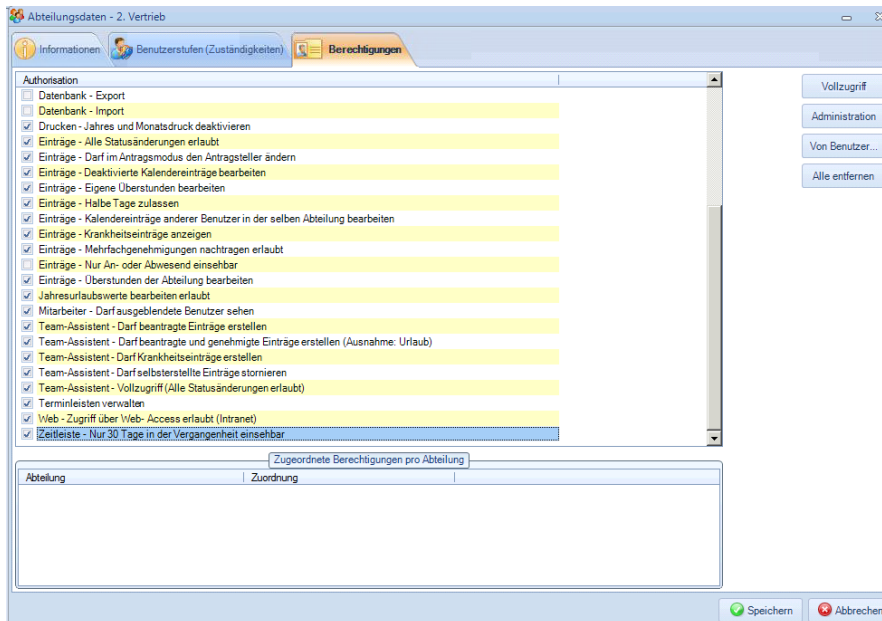 Abteilungsdaten - 2. Vertrieb
Informationen
Benutzerstufen (Zuständigkeiten)
Berechtigungen
Authorisation
Datenbank - Export
Datenbank - Import
Drucken - Jahres und Monatsdruck deaktivieren
Einträge - Alle Statusänderungen erlaubt
Einträge - Darf im Antragsmodus den Antragsteller ändern
Einträge - Deaktivierte Kalendereinträge bearbeiten
Einträge - Eigene Überstunden bearbeiten
Einträge - Halbe Tage zulassen
Einträge - Kalendereinträge anderer Benutzer in der selben Abteilung bearbeiten
Einträge - Krankheitseinträge anzeigen
Einträge - Mehrfachgenehmigungen nachtragen erlaubt
Einträge - Nur An- oder Abwesend einsehbar
Einträge - Überstunden der Abteilung bearbeiten
Jahresurlaubswerte bearbeiten erlaubt
Mitarbeiter - Darf ausgeblendete Benutzer sehen
Team-Assistent - Darf beantragte Einträge erstellen
Team-Assistent - Darf beantragte und genehmigte Einträge erstellen (Ausnahme: Urlaub)
Team-Assistent - Darf Krankheitseinträge erstellen
Team-Assistent - Darf selbsterstellte Einträge stornieren
Team-Assistent - Vollzugriff (Alle Statusänderungen erlaubt)
Terminleisten verwalten
Web - Zugriff über Web- Access erlaubt (Intranet)
Zeitleiste - Nur 30 Tage in der Vergangenheit einsehbar
Vollzugriff
Administration
Von Benutzer...
Alle entfernen
Zugeordnete Berechtigungen pro Abteilung
Abteilung
Zuordnung
Speichern
Abbrechen